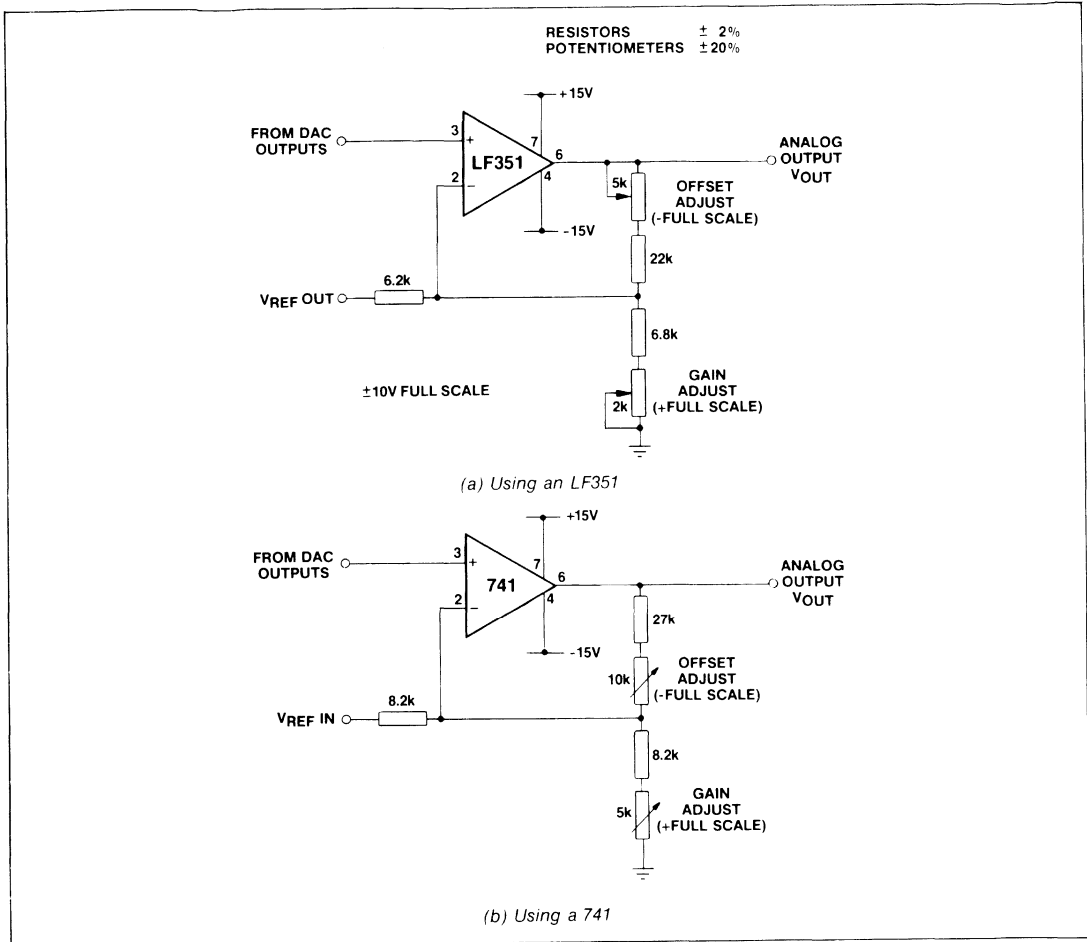 RESISTORS ± 2%
POTENTIOMETERS ±20%
+15V
FROM DAC
OUTPUTS
3
+
7
LF351
6
4
2
−
-15V
5k
OFFSET
ADJUST
(-FULL SCALE)
ANALOG
OUTPUT
VOUT
22k
6.2k
VREF OUT
6.8k
±10V FULL SCALE
GAIN
ADJUST
(+FULL SCALE)
2k
(a) Using an LF351
+15V
FROM DAC
OUTPUTS
3
+
7
741
6
4
2
−
-15V
ANALOG
OUTPUT
VOUT
27k
10k
OFFSET
ADJUST
(-FULL SCALE)
8.2k
VREF IN
8.2k
5k
GAIN
ADJUST
(+FULL SCALE)
(b) Using a 741